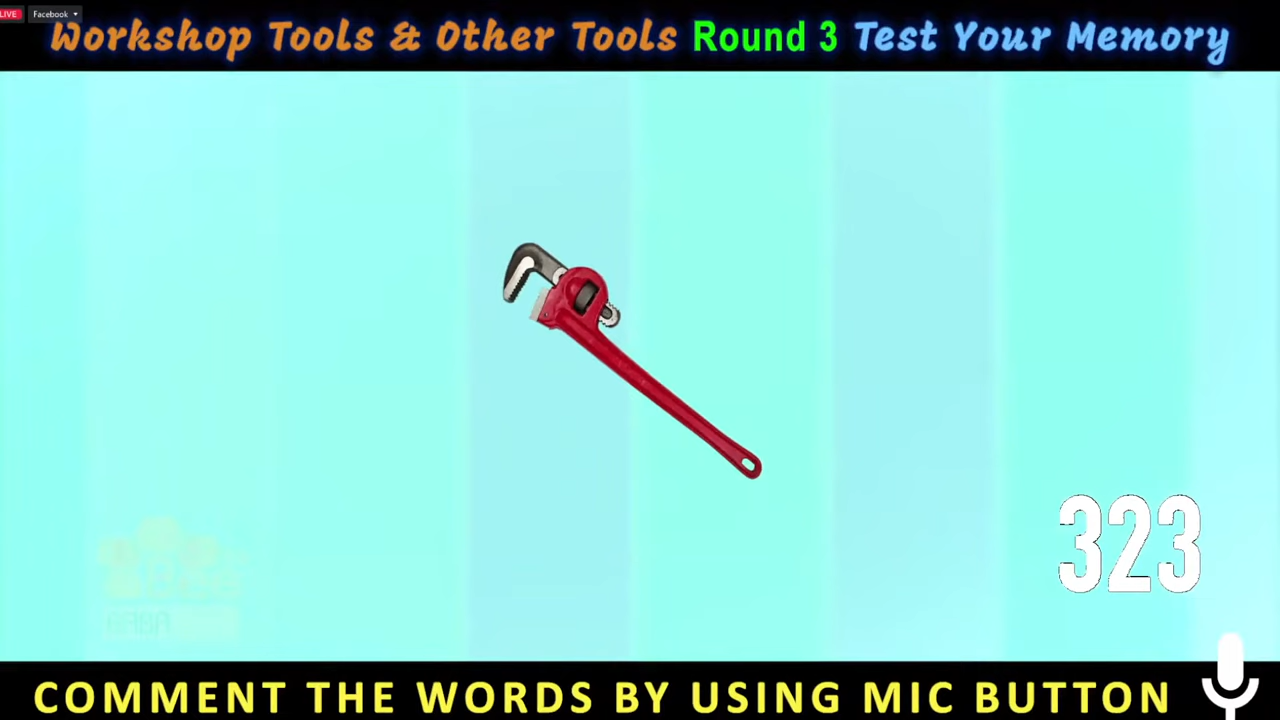 LIVE Facebook
Workshop Tools & Other Tools Round 3 Test Your Memory
323
COMMENT THE WORDS BY USING MIC BUTTON